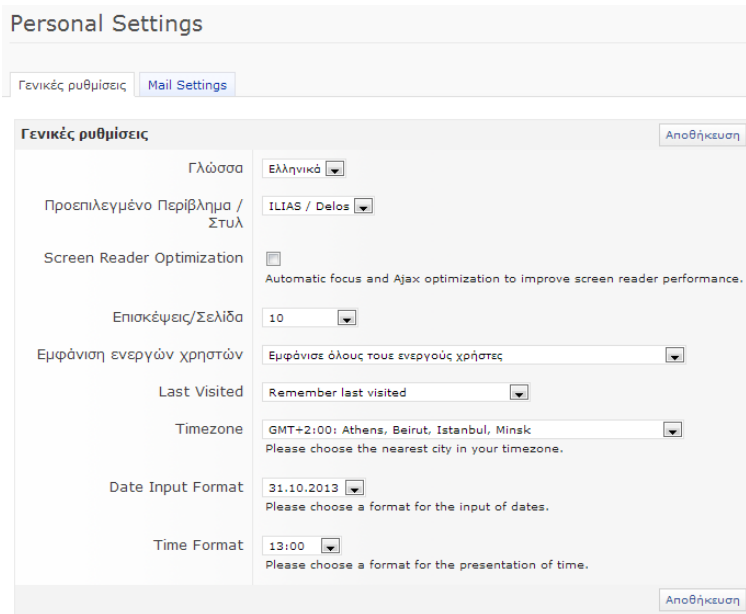 Personal Settings
Γενικές ρυθμίσεις Mail Settings
Γενικές ρυθμίσεις Αποθήκευση
Γλώσσα Ελληνικά
Προεπιλεγμένο Περίβλημα / ILIAS / Delos
Στυλ
Screen Reader Optimization
Automatic focus and Ajax optimization to improve screen reader performance.
Επισκέψεις/Σελίδα 10
Εμφάνιση ενεργών χρηστών Εμφάνισε όλους τους ενεργούς χρήστες
Last Visited Remember last visited
Timezone GMT+2:00: Athens, Beirut, Istanbul, Minsk
Please choose the nearest city in your timezone.
Date Input Format 31.10.2013
Please choose a format for the input of dates.
Time Format 13:00
Please choose a format for the presentation of time.
Αποθήκευση